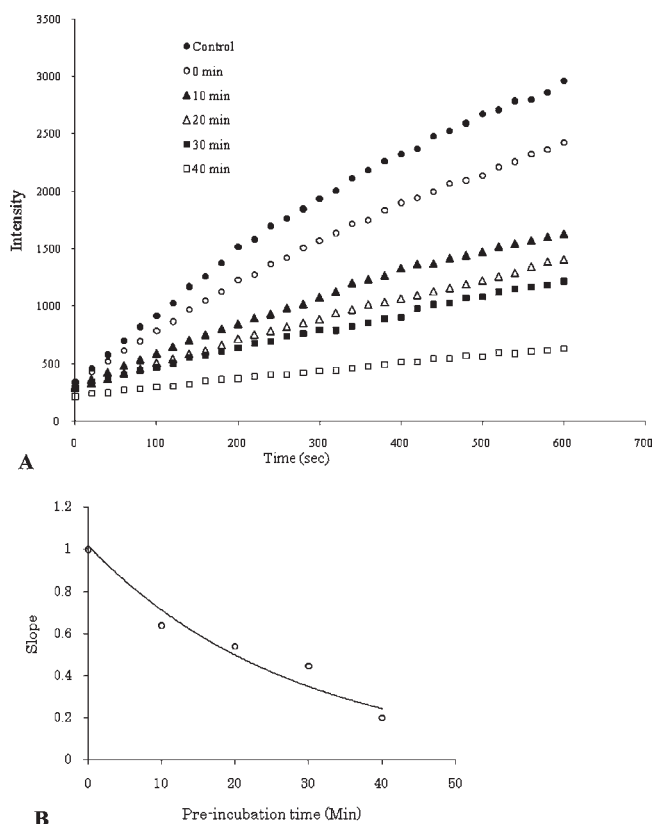 3500
3000
2500
2000
1500
1000
500
0
Intensity
Control
0 min
10 min
20 min
30 min
40 min
0 100 200 300 400 500 600 700
Time (sec)
A
1.2
1
0.8
0.6
0.4
0.2
0
Slope
0 10 20 30 40 50
Pre-incubation time (Min)
B